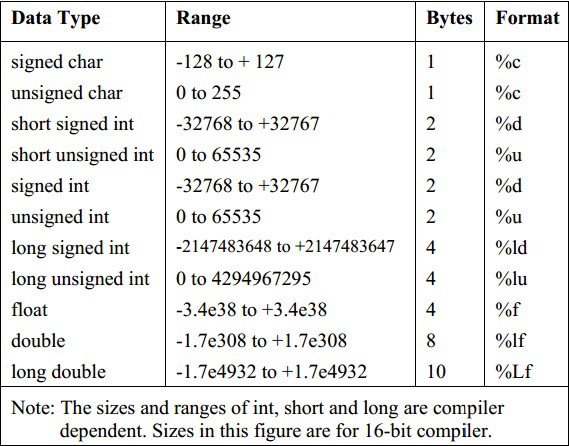 Data Type Range Bytes Format
signed char -128 to + 127 1 %c
unsigned char 0 to 255 1 %c
short signed int -32768 to +32767 2 %d
short unsigned int 0 to 65535 2 %u
signed int -32768 to +32767 2 %d
unsigned int 0 to 65535 2 %u
long signed int -2147483648 to +2147483647 4 %ld
long unsigned int 0 to 4294967295 4 %lu
float -3.4e38 to +3.4e38 4 %f
double -1.7e308 to +1.7e308 8 %lf
long double -1.7e4932 to +1.7e4932 10 %Lf
Note: The sizes and ranges of int, short and long are compiler
dependent. Sizes in this figure are for 16-bit compiler.